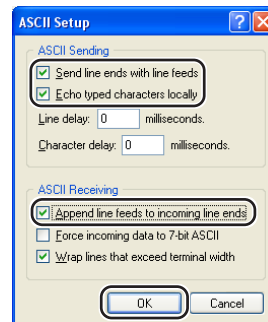 ASCII Setup
ASCII Sending
Send line ends with line feeds
Echo typed characters locally
Line delay: 0 milliseconds.
Character delay: 0 milliseconds.
ASCII Receiving
Append line feeds to incoming line ends
Force incoming data to 7-bit ASCII
Wrap lines that exceed terminal width
OK Cancel